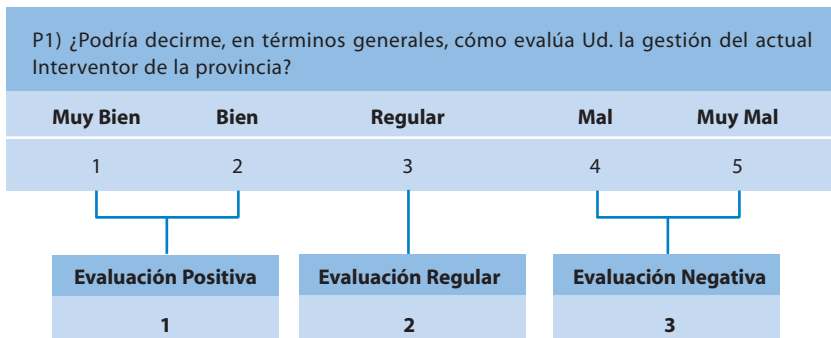 P1) ¿Podría decirme, en términos generales, cómo evalúa Ud. la gestión del actual
Interventor de la provincia?
Muy Bien Bien Regular Mal Muy Mal
1 2 3 4 5
Evaluación Positiva Evaluación Regular Evaluación Negativa
1 2 3